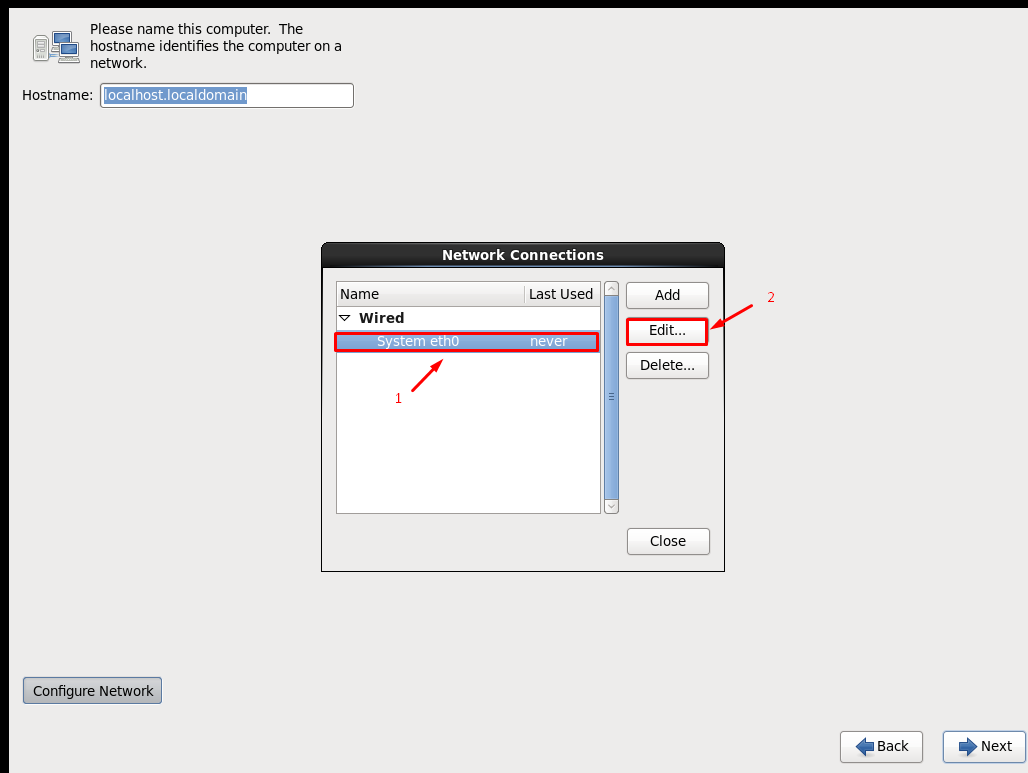 Please name this computer.  The
hostname identifies the computer on a
network.
Hostname: localhost.localdomain
Network Connections
Name Last Used
Wired
System eth0 never
Add
Edit...
Delete...
2
1
Close
Configure Network
Back Next